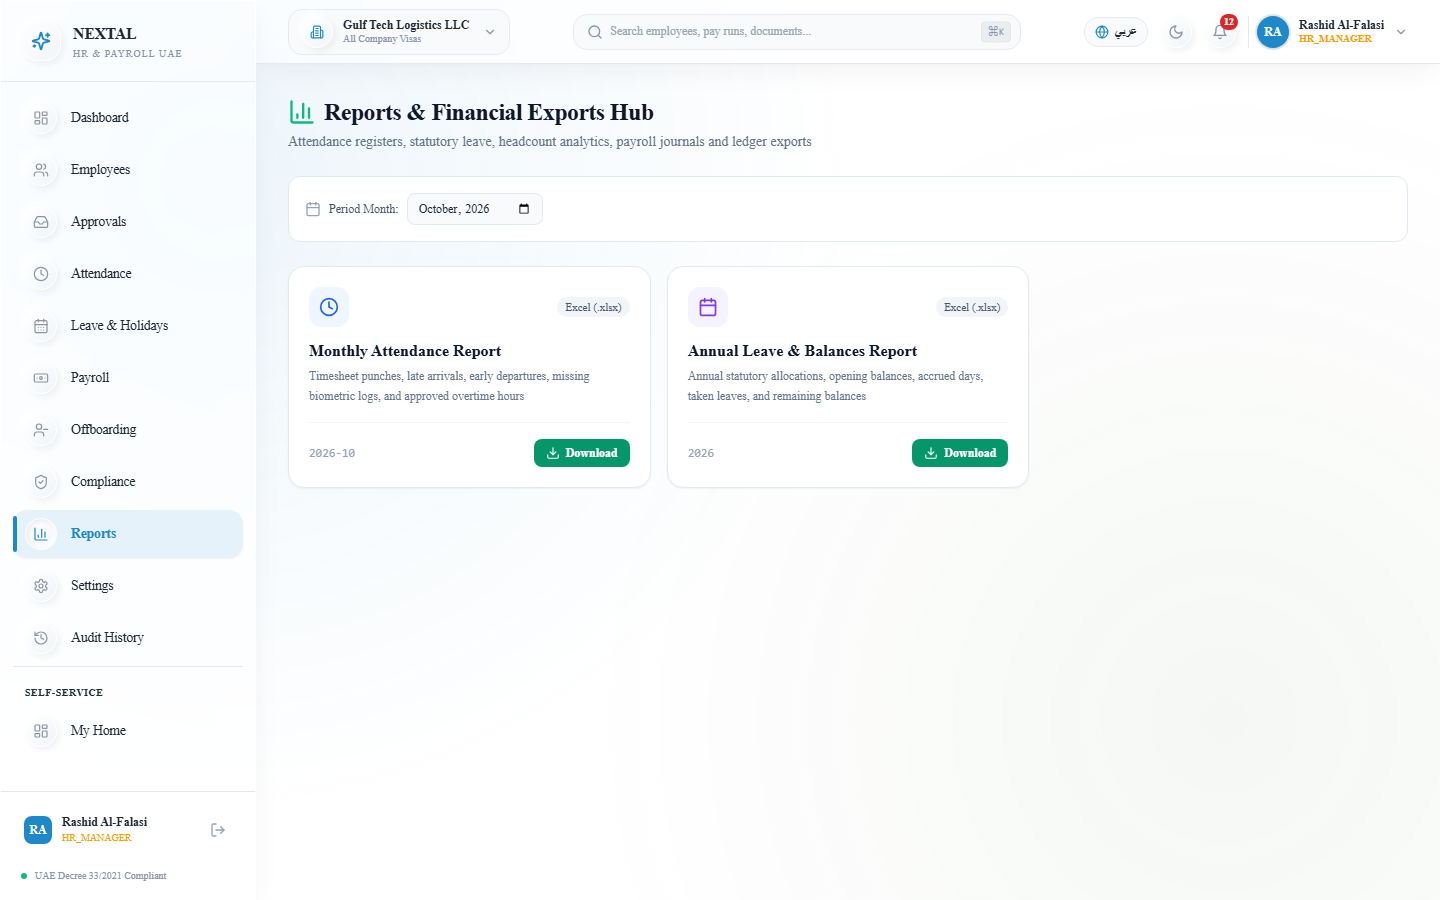 NEXTAL
HR & PAYROLL UAE
Gulf Tech Logistics LLC
All Company Visas
Search employees, pay runs, documents...
⌘K
عربي
12
RA
Rashid Al-Falasi
HR_MANAGER
Dashboard
Employees
Approvals
Attendance
Leave & Holidays
Payroll
Offboarding
Compliance
Reports
Settings
Audit History
SELF-SERVICE
My Home
RA
Rashid Al-Falasi
HR_MANAGER
UAE Decree 33/2021 Compliant
Reports & Financial Exports Hub
Attendance registers, statutory leave, headcount analytics, payroll journals and ledger exports
Period Month:
October, 2026
Excel (.xlsx)
Monthly Attendance Report
Timesheet punches, late arrivals, early departures, missing
biometric logs, and approved overtime hours
2026-10
Download
Excel (.xlsx)
Annual Leave & Balances Report
Annual statutory allocations, opening balances, accrued days,
taken leaves, and remaining balances
2026
Download